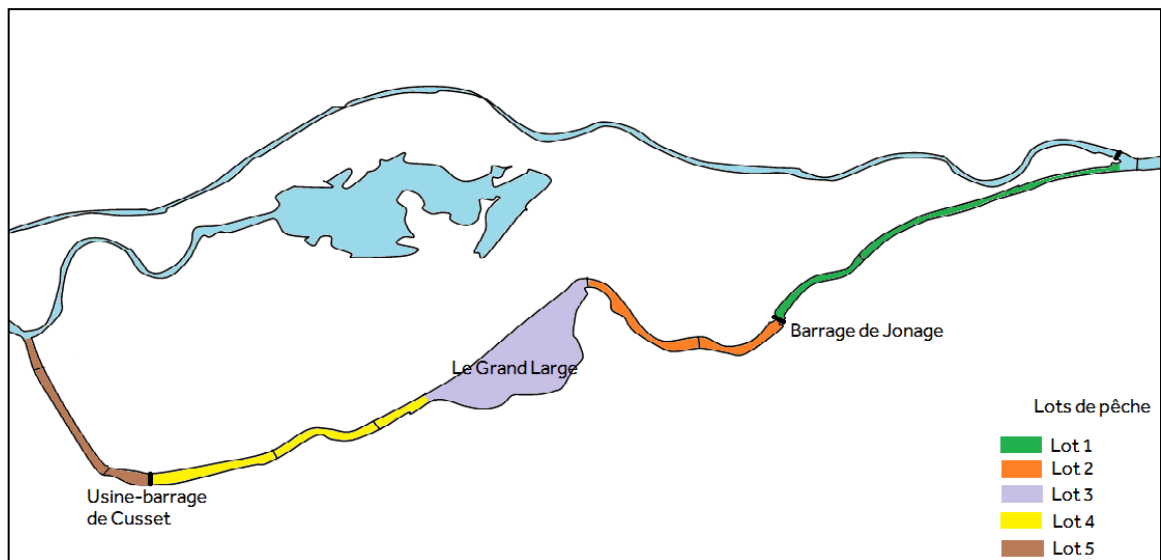 Barrage de Jonage
Le Grand Large
Usine-barrage
de Cusset
Lots de pêche
Lot 1
Lot 2
Lot 3
Lot 4
Lot 5